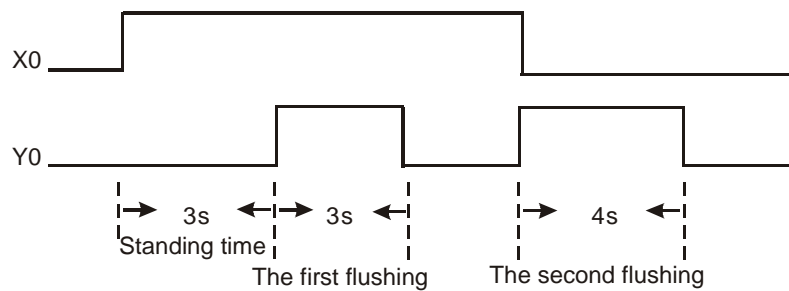 X0
Y0
3s
3s
4s
Standing time
The first flushing
The second flushing